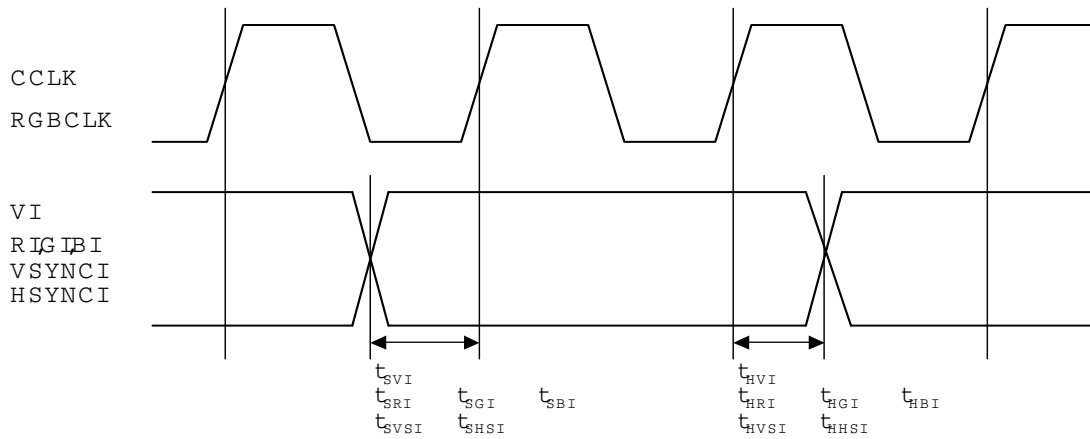 CCLK
RGBCLK
VI
RI,GI,BI
VSYNCI
HSYNCI
tSVI tHVI
tSRI tSGI tSBI tHRI tHGI tHBI
tSVSI tSHSI tHVSI tHHSI